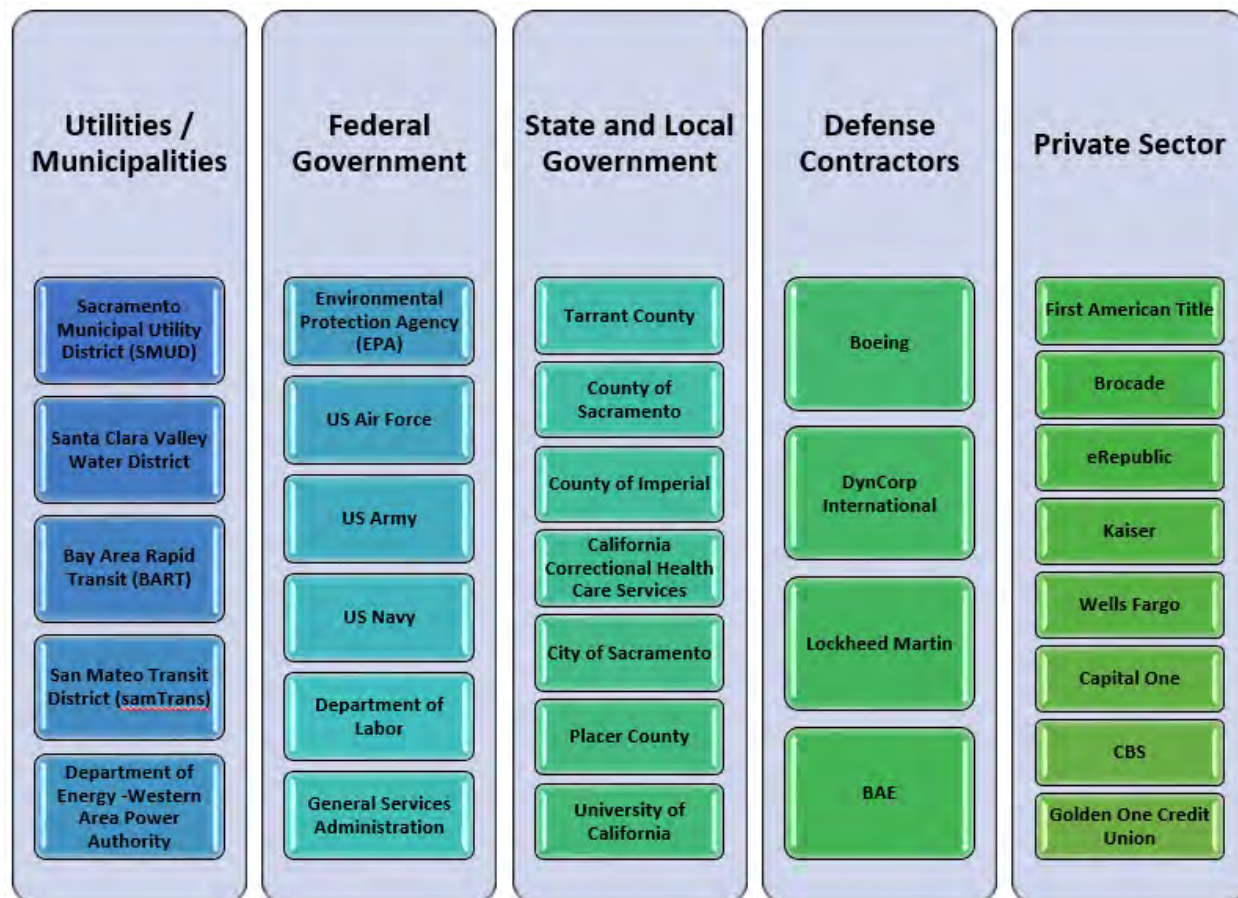 Utilities /
Municipalities
Sacramento
Municipal Utility
District (SMUD)
Santa Clara Valley
Water District
Bay Area Rapid
Transit (BART)
San Mateo Transit
District (samTrans)
Department of
Energy -Western
Area Power
Authority
Federal
Government
Environmental
Protection Agency
(EPA)
US Air Force
US Army
US Navy
Department of
Labor
General Services
Administration
State and Local
Government
Tarrant County
County of
Sacramento
County of Imperial
California
Correctional Health
Care Services
City of Sacramento
Placer County
University of
California
Defense
Contractors
Boeing
DynCorp
International
Lockheed Martin
BAE
Private Sector
First American Title
Brocade
eRepublic
Kaiser
Wells Fargo
Capital One
CBS
Golden One Credit
Union